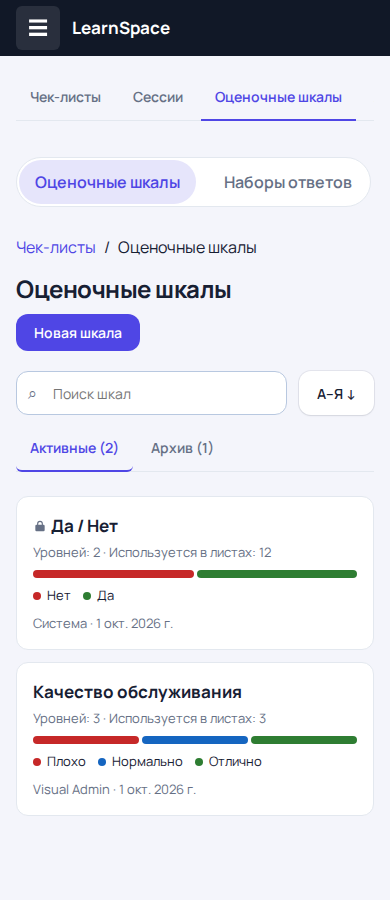 LearnSpace
Чек-листы Сессии Оценочные шкалы
Оценочные шкалы Наборы ответов
Чек-листы / Оценочные шкалы
Оценочные шкалы
Новая шкала
Поиск шкал А–Я ↓
Активные (2) Архив (1)
Да / Нет
Уровней: 2 · Используется в листах: 12
Нет Да
Система · 1 окт. 2026 г.
Качество обслуживания
Уровней: 3 · Используется в листах: 3
Плохо Нормально Отлично
Visual Admin · 1 окт. 2026 г.